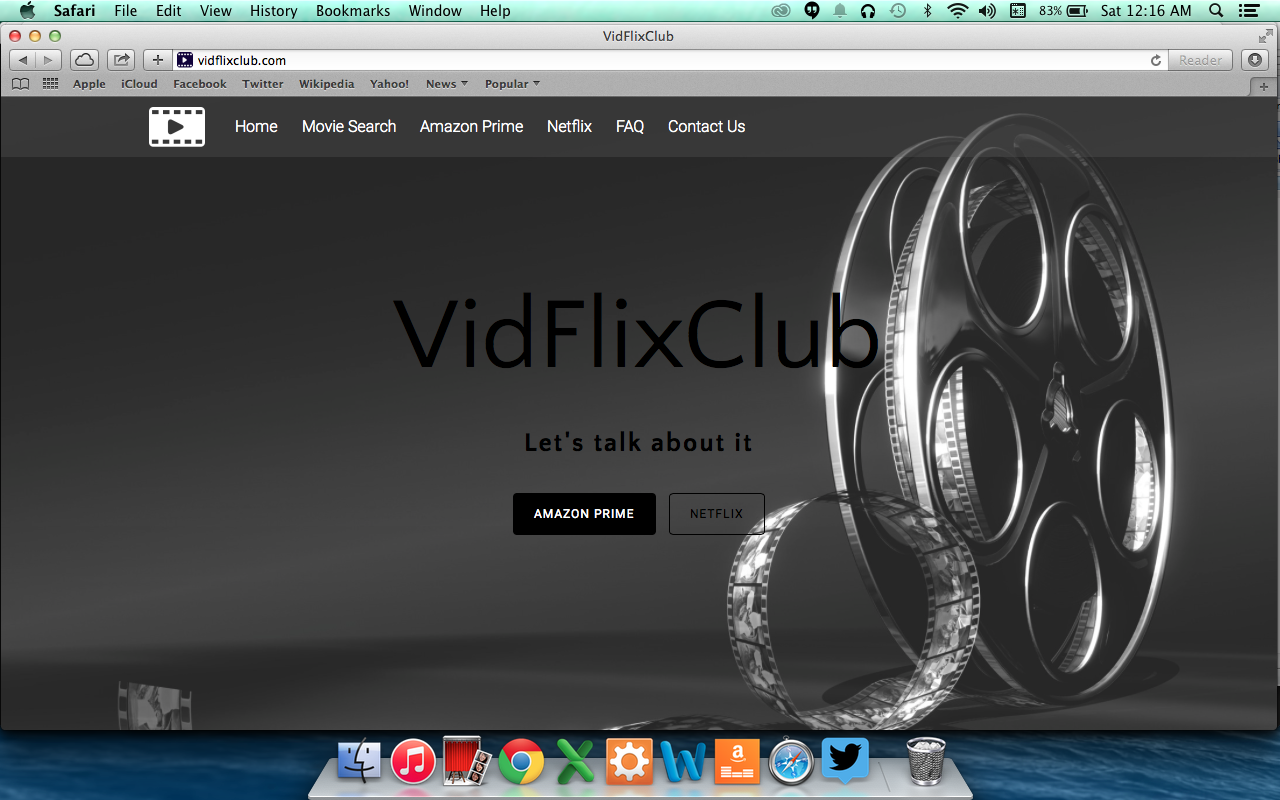 Safari File Edit View History Bookmarks Window Help 83% Sat 12:16 AM
VidFlixClub
vidflixclub.com Reader
Apple iCloud Facebook Twitter Wikipedia Yahoo! News Popular
Home Movie Search Amazon Prime Netflix FAQ Contact Us
VidFlixClub
Let's talk about it
AMAZON PRIME NETFLIX